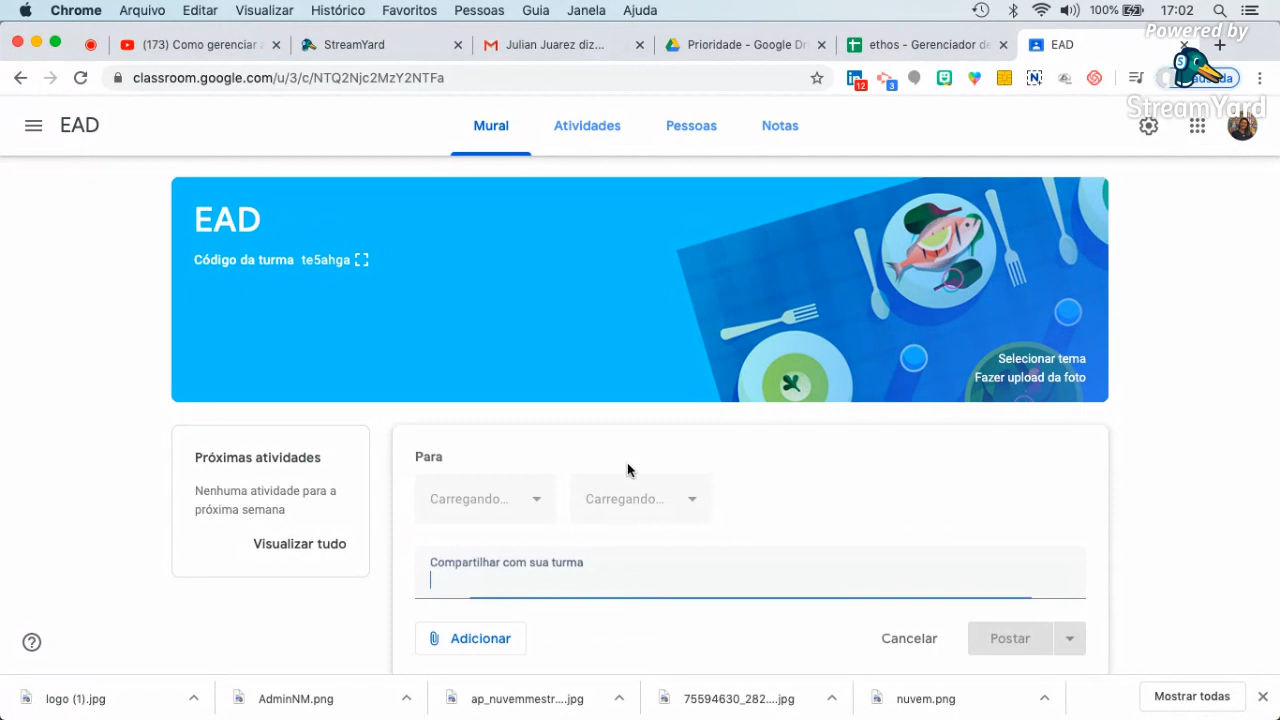 Chrome Arquivo Editar Visualizar Histórico Favoritos Pessoas Guia Janela Ajuda 100% 17:02
(173) Como gerenciar a StreamYard Julian Juarez diz... Prioridade - Google Dr ethos - Gerenciador de EAD
Powered by
classroom.google.com/u/3/c/NTQ2Njc2MzY2NTFa 12 3
StreamYard
EAD Mural Atividades Pessoas Notas
EAD
Código da turma te5ahga
Selecionar tema
Fazer upload da foto
Próximas atividades
Nenhuma atividade para a
próxima semana
Visualizar tudo
Para
Carregando... Carregando...
Compartilhar com sua turma
Adicionar Cancelar Postar
logo (1).jpg AdminNM.png ap_nuvemmestr....jpg 75594630_282....jpg nuvem.png Mostrar todas